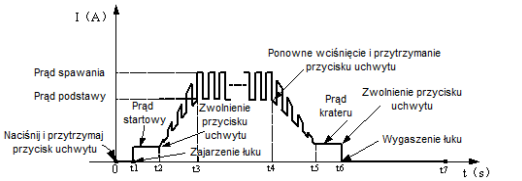 I (A)
Prąd spawania
Prąd podstawy
Naciśnij i przytrzymaj
przycisk uchwytu
Prąd
startowy
Zwolnienie
przycisku
uchwytu
Zajarzenie łuku
Ponowne wciśnięcie i przytrzymanie
przycisku uchwytu
Prąd
krateru
Zwolnienie przycisku
uchwytu
Wygaszenie łuku
0
t1
t2
t3
t4
t5
t6
t7
t (s)